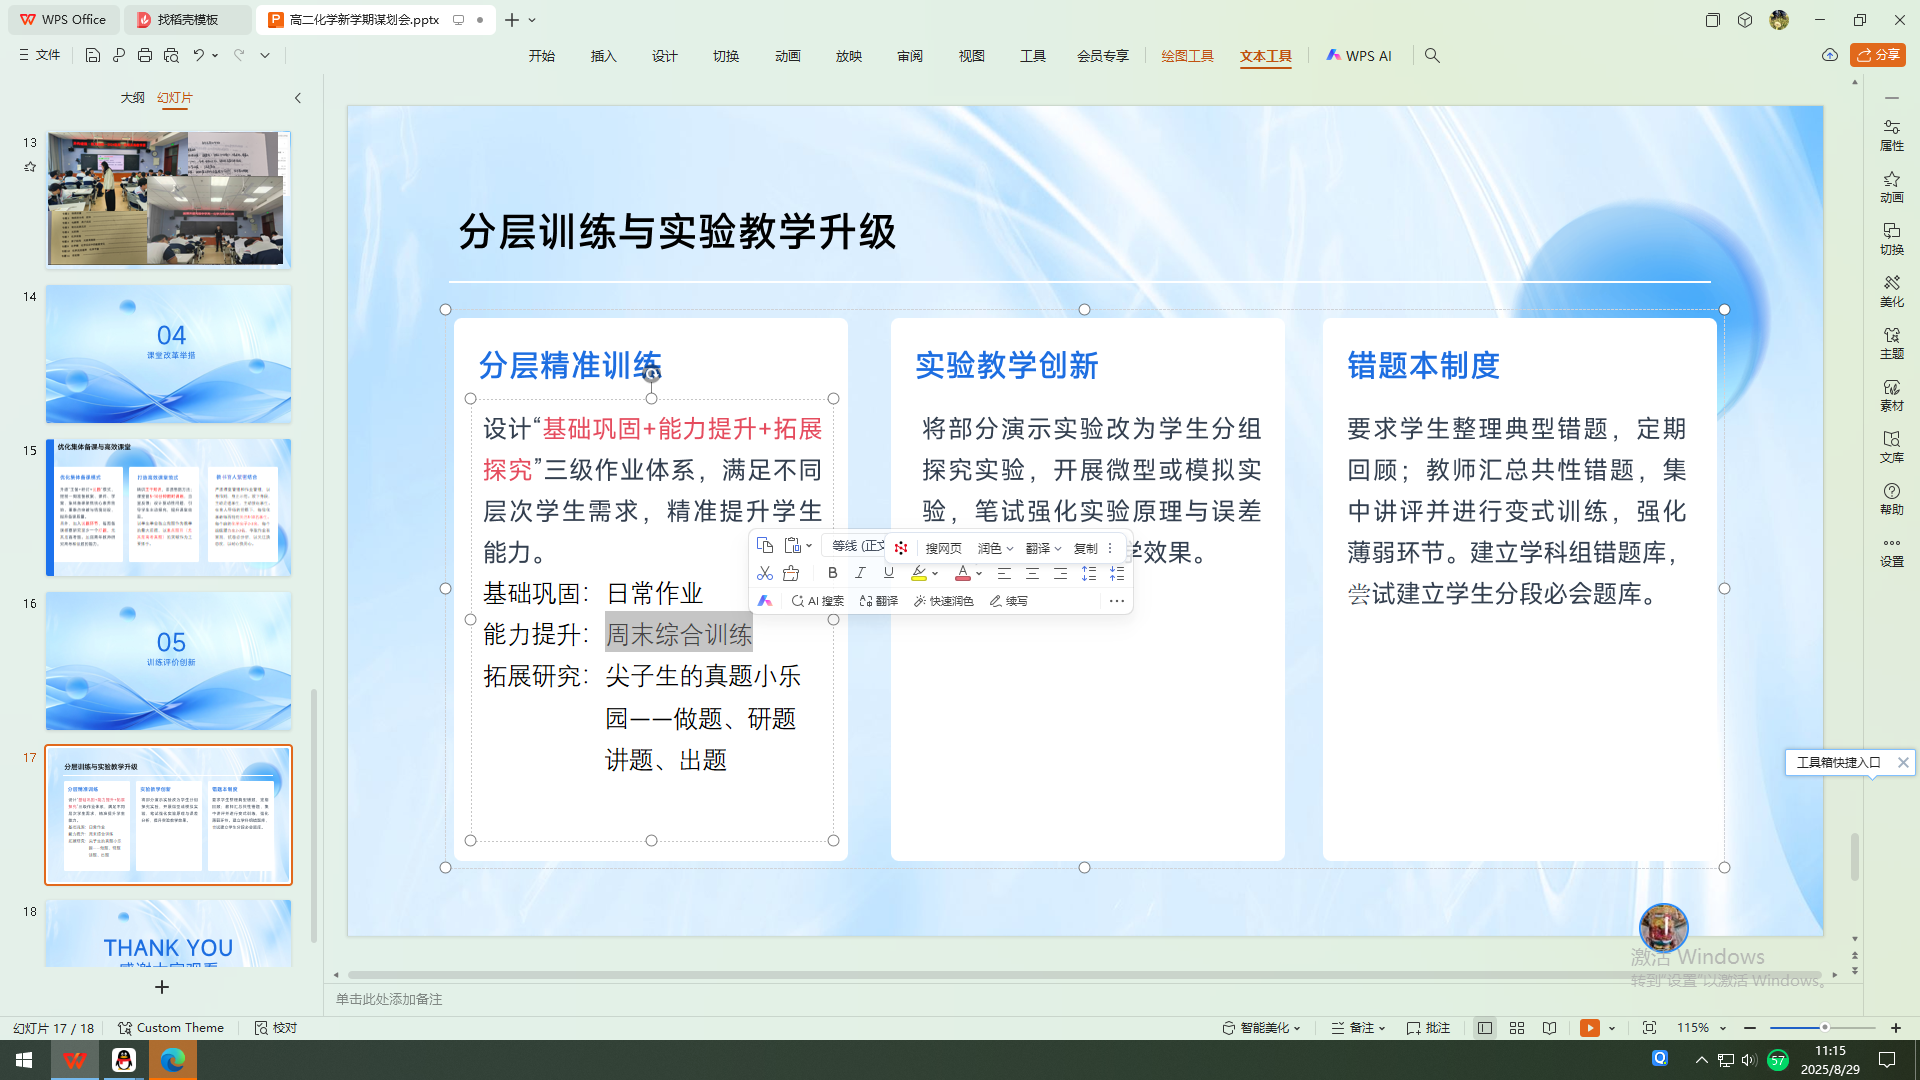 WPS Office
找稻壳模板
高二化学新学期谋划会.pptx
文件
开始
插入
设计
切换
动画
放映
审阅
视图
工具
会员专享
绘图工具
文本工具
WPS AI
分享
大纲
幻灯片
13
14
04
课堂改革举措
15
优化集体备课与高效课堂
16
05
训练评价创新
17
分层训练与实验教学升级
分层精准训练
实验教学创新
错题本制度
18
THANK YOU
分层训练与实验教学升级
分层精准训练
设计“基础巩固+能力提升+拓展
探究”三级作业体系，满足不同
层次学生需求，精准提升学生
能力。
基础巩固：日常作业
能力提升：周末综合训练
拓展研究：尖子生的真题小乐
园——做题、研题
讲题、出题
实验教学创新
将部分演示实验改为学生分组
探究实验，开展微型或模拟实
验，笔试强化实验原理与误差
学效果。
错题本制度
要求学生整理典型错题，定期
回顾；教师汇总共性错题，集
中讲评并进行变式训练，强化
薄弱环节。建立学科组错题库，
尝试建立学生分段必会题库。
等线 (正文
搜网页
润色
翻译
复制
B
I
U
A
AI 搜索
翻译
快速润色
续写
属性
动画
切换
美化
主题
素材
文库
帮助
设置
工具箱快捷入口
激活 Windows
转到“设置”以激活 Windows。
单击此处添加备注
幻灯片 17 / 18
Custom Theme
校对
智能美化
备注
批注
115%
57
11:15
2025/8/29